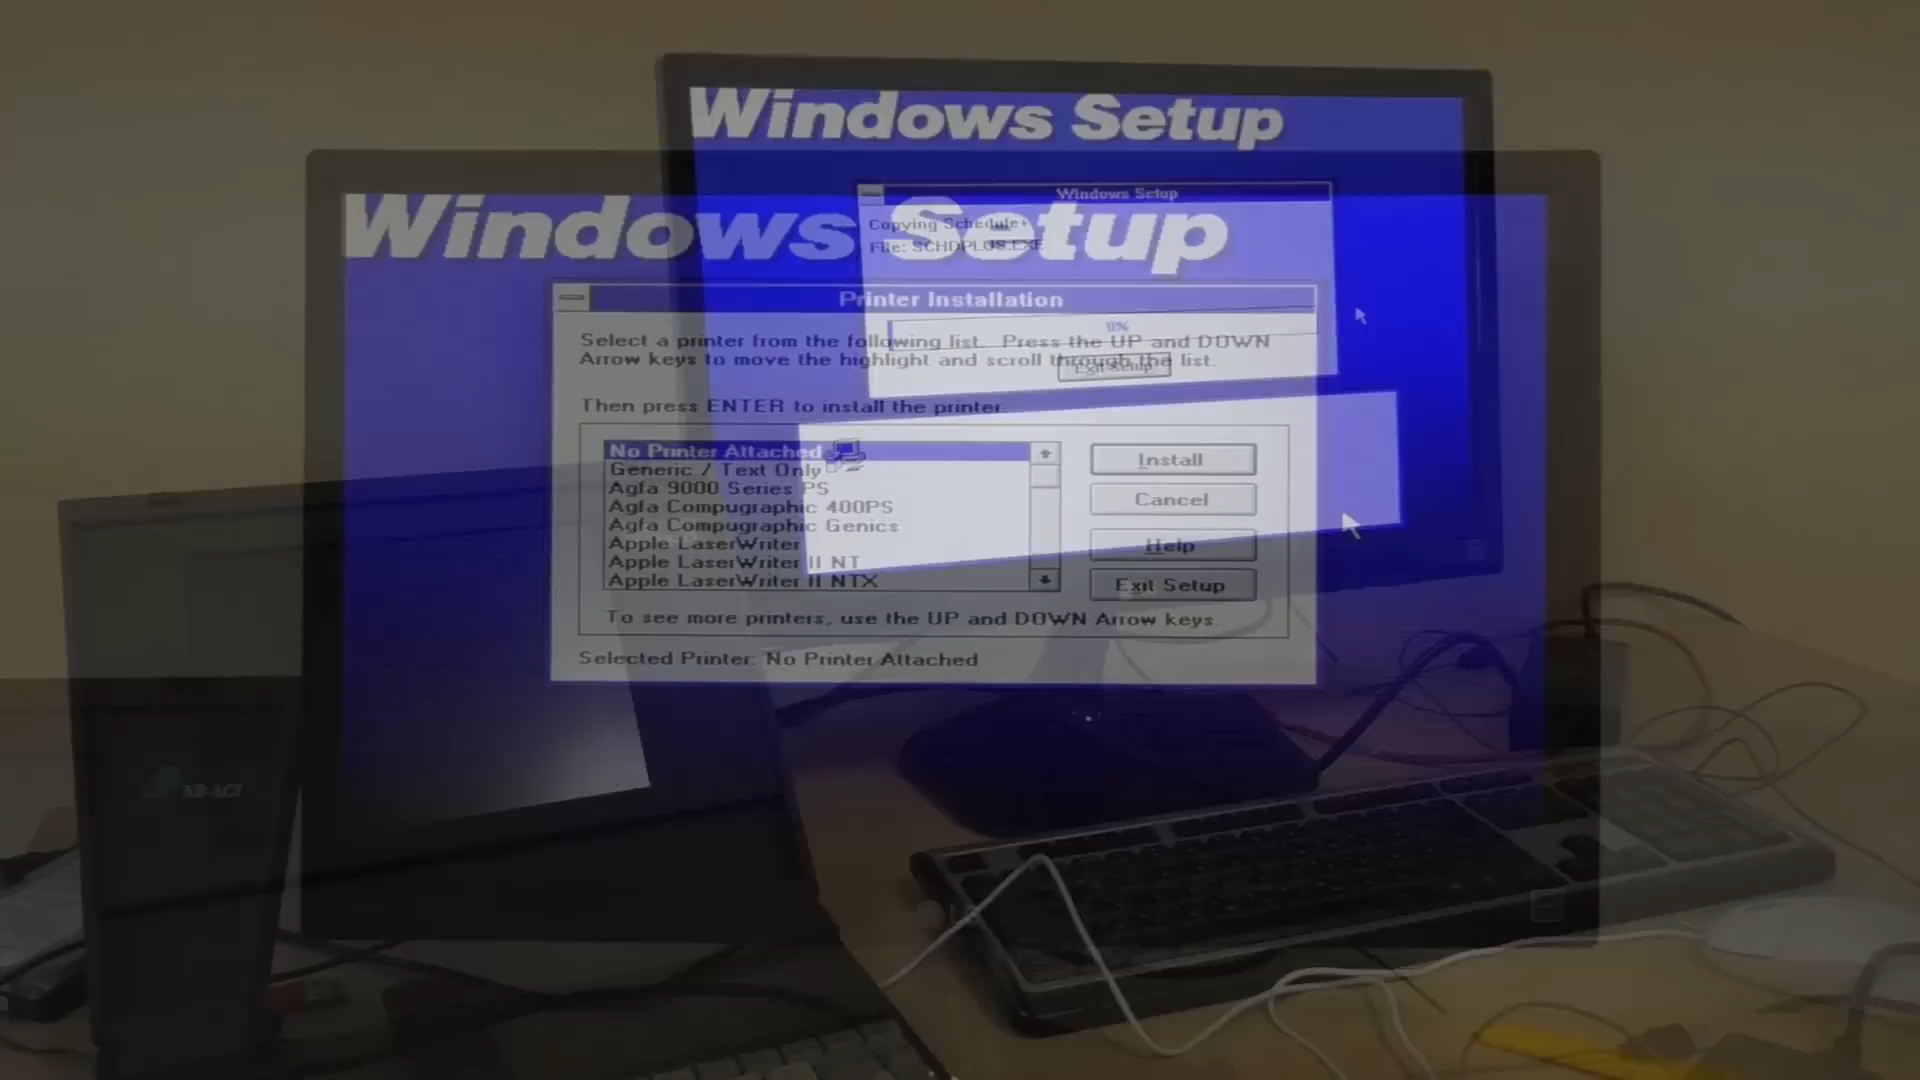 Windows Setup
Windows Setup
Copying Schedule+
File: SCHDPLUS.EXE
0%
Exit Setup
Windows Setup
Printer Installation
Select a printer from the following list. Press the UP and DOWN
Arrow keys to move the highlight and scroll through the list.
Then press ENTER to install the printer.
No Printer Attached
Generic / Text Only
Agfa 9000 Series PS
Agfa Compugraphic 400PS
Agfa Compugraphic Genics
Apple LaserWriter
Apple LaserWriter II NT
Apple LaserWriter II NTX
Install
Cancel
Help
Exit Setup
To see more printers, use the UP and DOWN Arrow keys.
Selected Printer: No Printer Attached